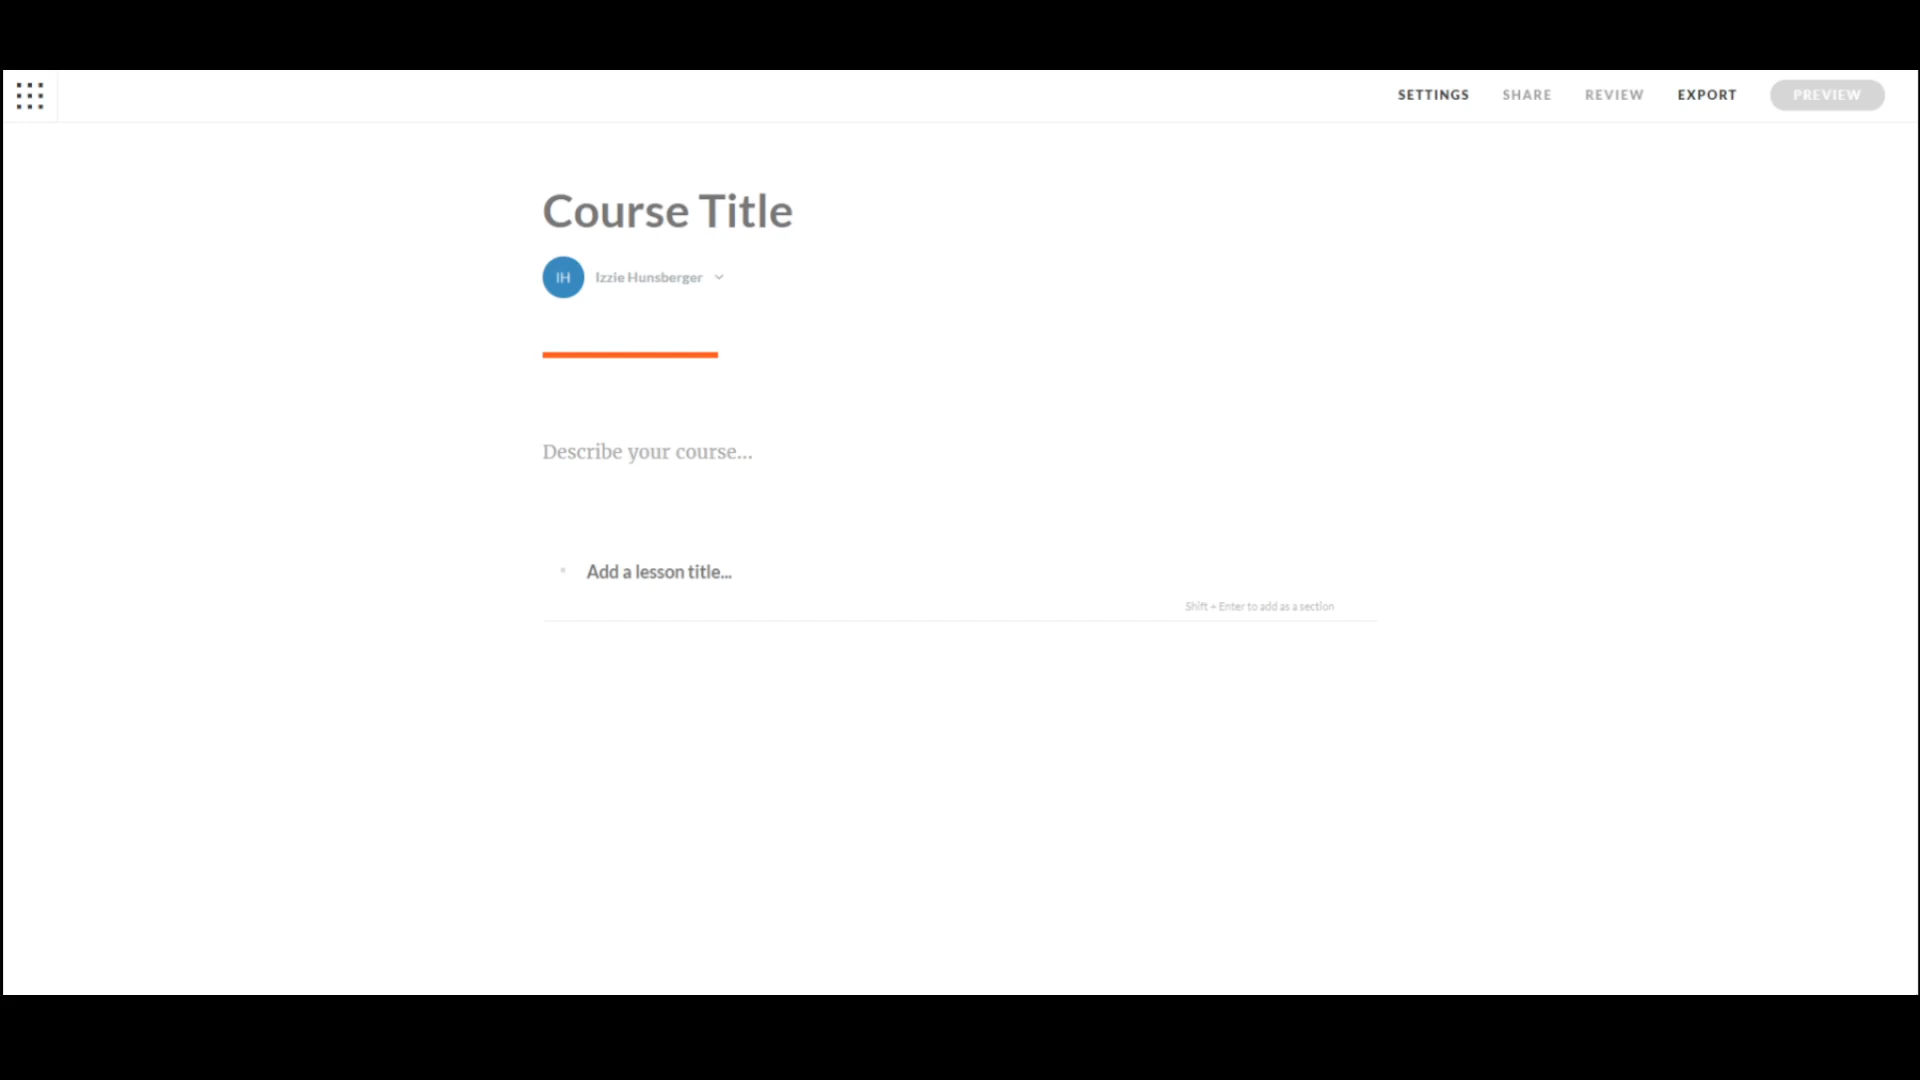 SETTINGS SHARE REVIEW EXPORT PREVIEW
Course Title
IH Izzie Hunsberger
Describe your course...
Add a lesson title...
Shift + Enter to add as a section